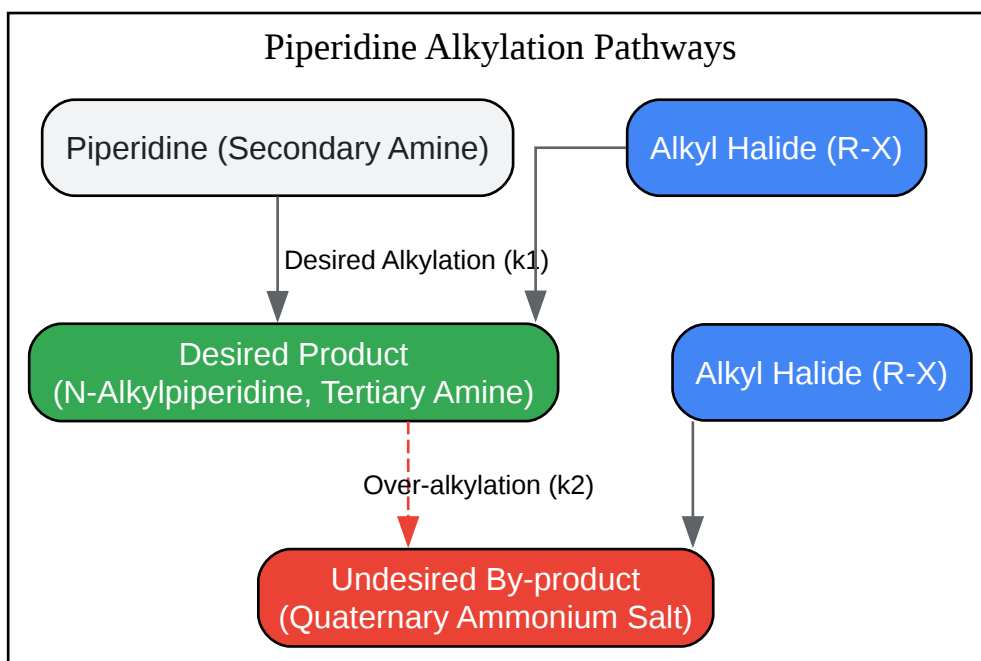 Piperidine Alkylation Pathways
Piperidine (Secondary Amine)
Alkyl Halide (R-X)
Desired Alkylation (k1)
Desired Product
(N-Alkylpiperidine, Tertiary Amine)
Alkyl Halide (R-X)
Over-alkylation (k2)
Undesired By-product
(Quaternary Ammonium Salt)